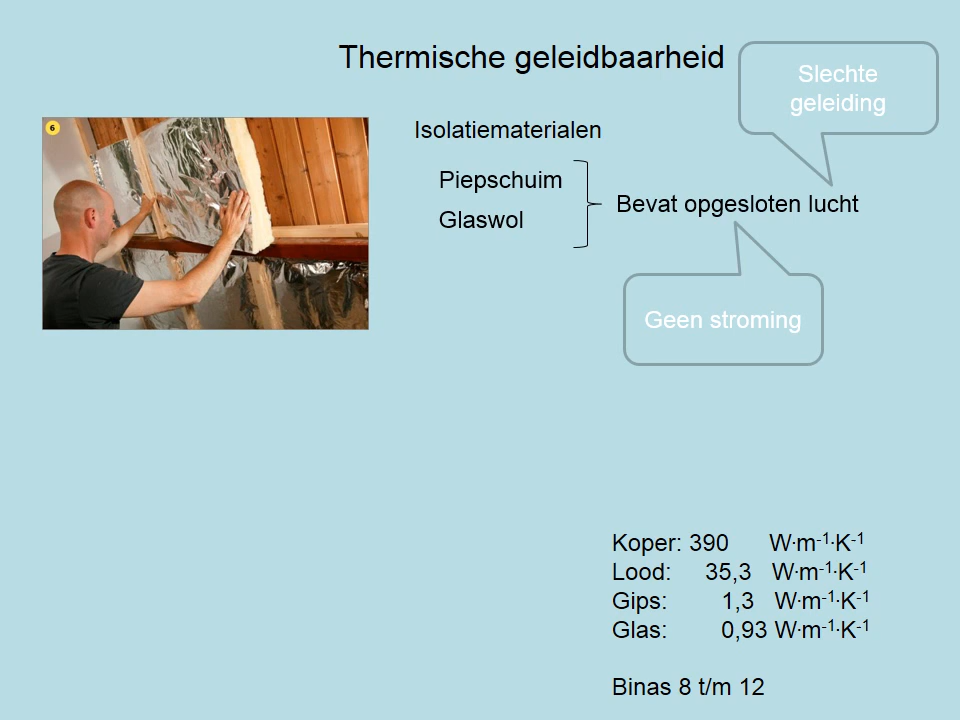 Thermische geleidbaarheid
Slechte
geleiding
6
Isolatiematerialen
Piepschuim
Glaswol
Bevat opgesloten lucht
Geen stroming
Koper: 390 W·m⁻¹·K⁻¹
Lood: 35,3 W·m⁻¹·K⁻¹
Gips: 1,3 W·m⁻¹·K⁻¹
Glas: 0,93 W·m⁻¹·K⁻¹
Binas 8 t/m 12